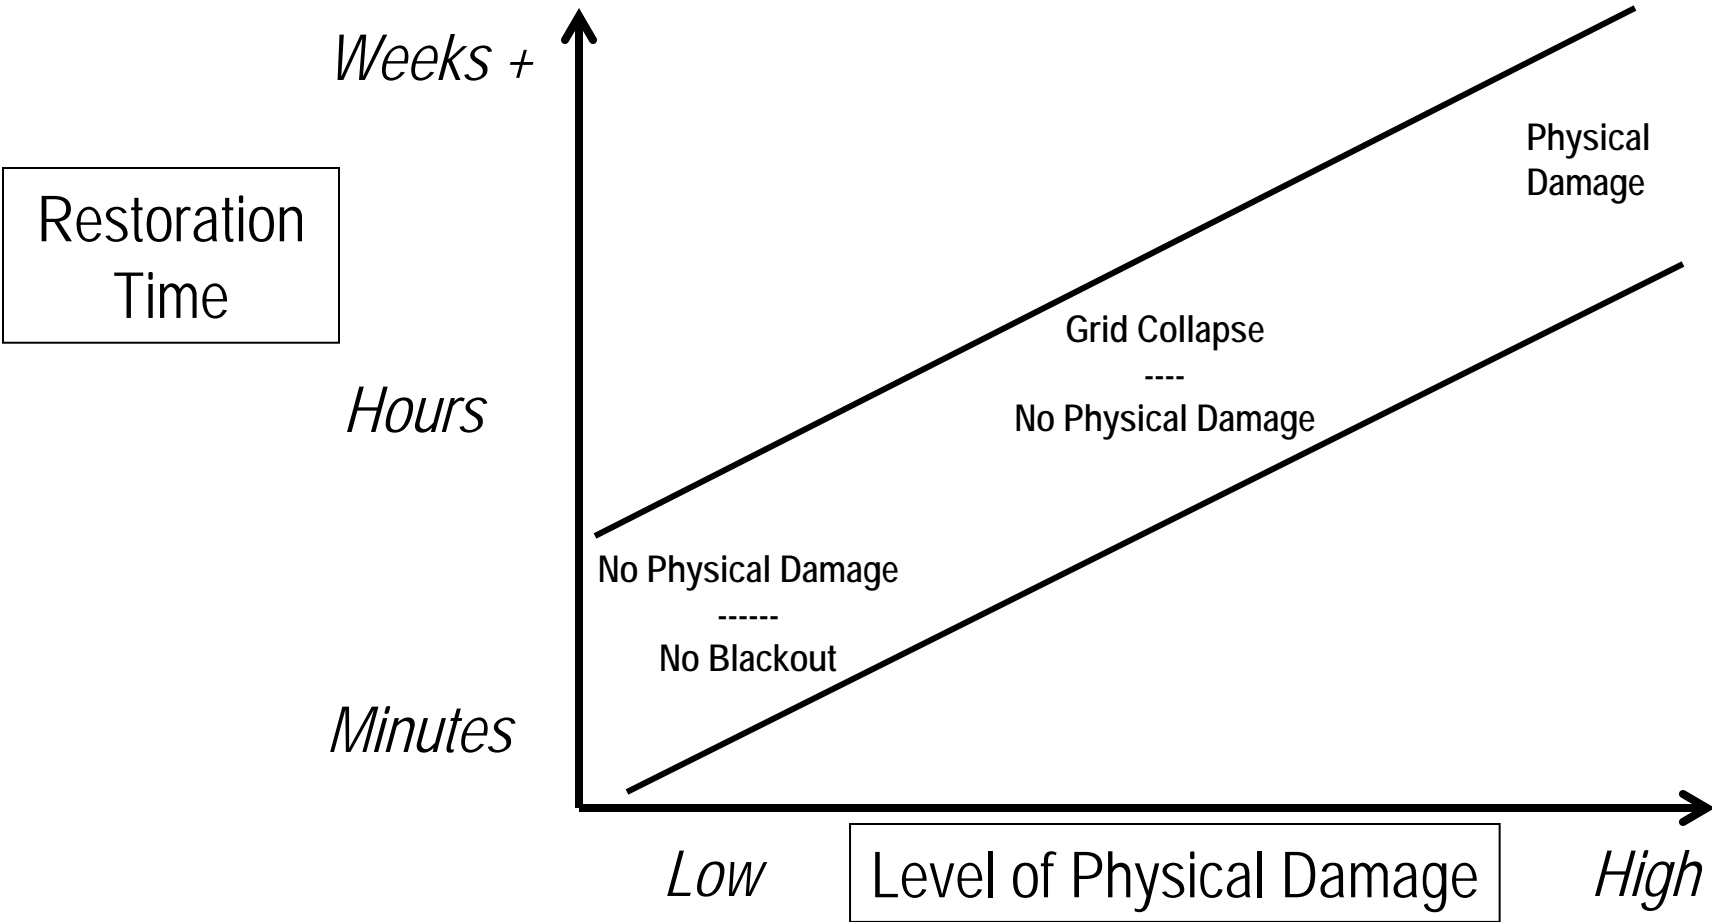 Weeks +
Physical
Damage
Restoration
Time
Grid Collapse
----
No Physical Damage
Hours
No Physical Damage
------
No Blackout
Minutes
Low
Level of Physical Damage
High